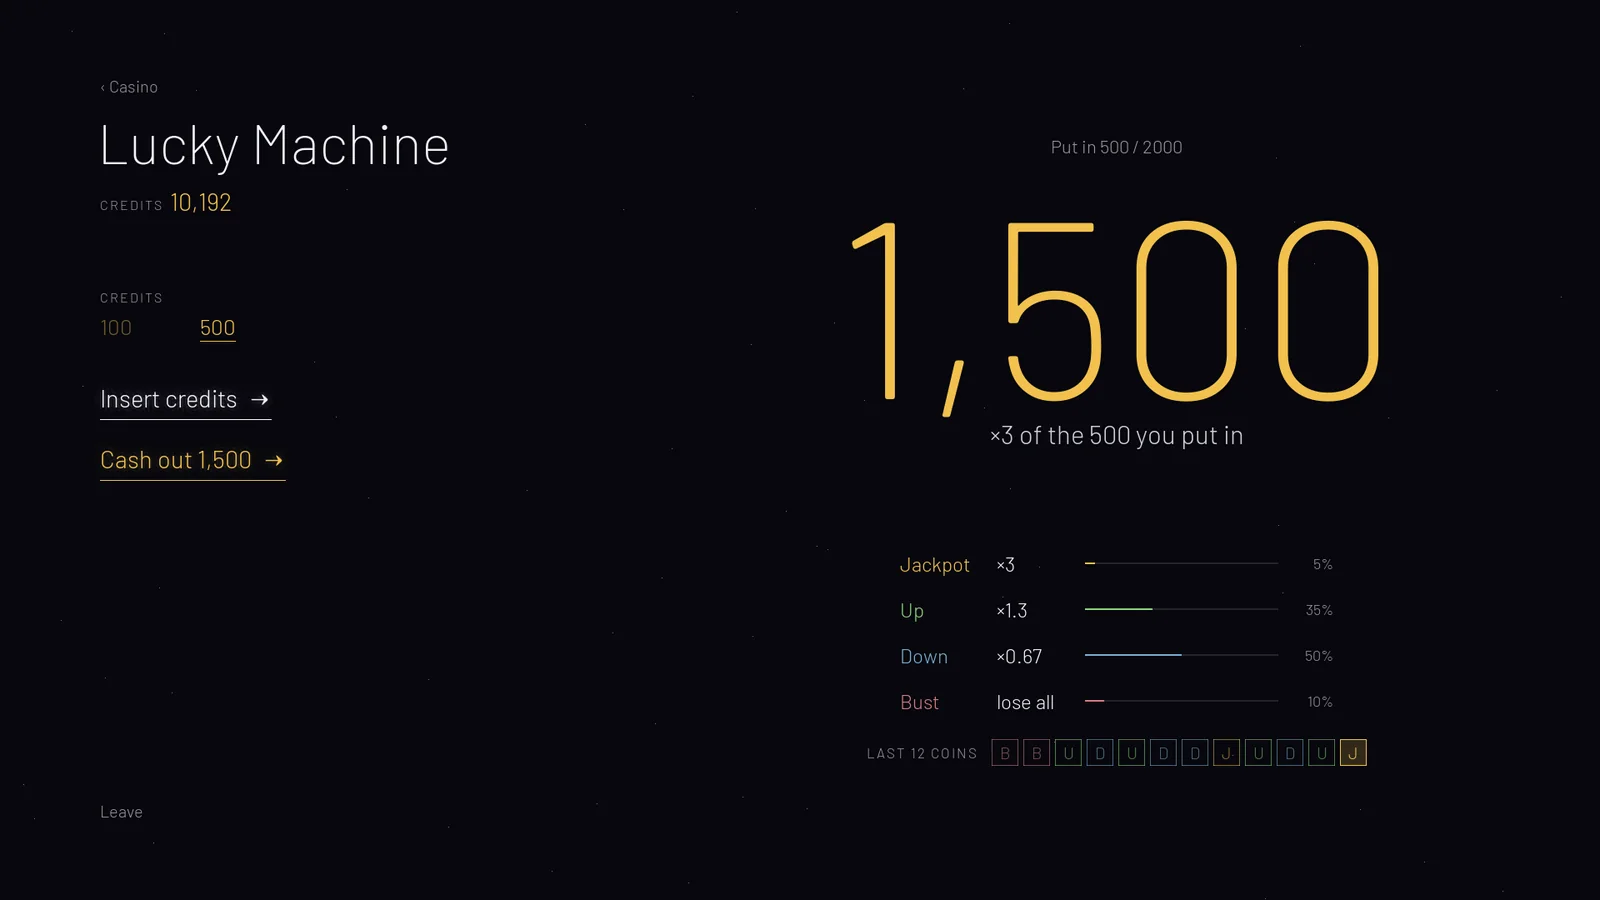 ‹ Casino
Lucky Machine
CREDITS 10,192
CREDITS
100 500
Insert credits →
Cash out 1,500 →
Leave
Put in 500 / 2000
1,500
×3 of the 500 you put in
Jackpot ×3 5%
Up ×1.3 35%
Down ×0.67 50%
Bust lose all 10%
LAST 12 COINS B B U D U D D J U D U J